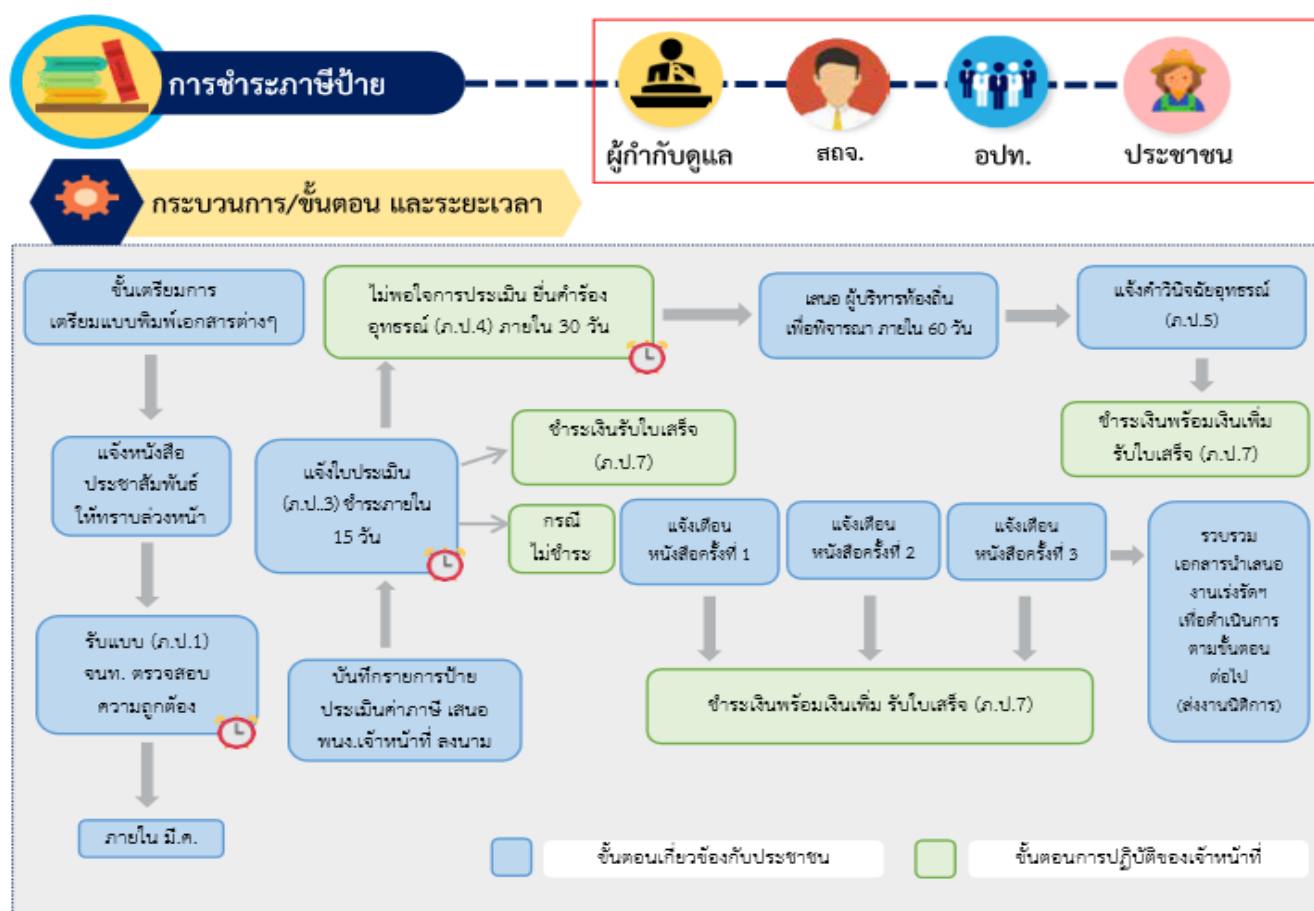 การชำระภาษีป้าย
ผู้กำกับดูแล
สถจ.
อปท.
ประชาชน
กระบวนการ/ขั้นตอน และระยะเวลา
ขั้นเตรียมการ
เตรียมแบบพิมพ์เอกสารต่างๆ
แจ้งหนังสือ
ประชาสัมพันธ์
ให้ทราบล่วงหน้า
รับแบบ (ภ.ป.1)
จนท. ตรวจสอบ
ความถูกต้อง
ภายใน มี.ค.
บันทึกรายการป้าย
ประเมินค่าภาษี เสนอ
พนง.เจ้าหน้าที่ ลงนาม
แจ้งใบประเมิน
(ภ.ป..3) ชำระภายใน
15 วัน
ไม่พอใจการประเมิน ยื่นคำร้อง
อุทธรณ์ (ภ.ป.4) ภายใน 30 วัน
เสนอ ผู้บริหารท้องถิ่น
เพื่อพิจารณา ภายใน 60 วัน
แจ้งคำวินิจฉัยอุทธรณ์
(ภ.ป.5)
ชำระเงินพร้อมเงินเพิ่ม
รับใบเสร็จ (ภ.ป.7)
ชำระเงินรับใบเสร็จ
(ภ.ป.7)
กรณี
ไม่ชำระ
แจ้งเตือน
หนังสือครั้งที่ 1
แจ้งเตือน
หนังสือครั้งที่ 2
แจ้งเตือน
หนังสือครั้งที่ 3
รวบรวม
เอกสารนำเสนอ
งานเร่งรัดฯ
เพื่อดำเนินการ
ตามขั้นตอน
ต่อไป
(ส่งงานนิติการ)
ชำระเงินพร้อมเงินเพิ่ม รับใบเสร็จ (ภ.ป.7)
ขั้นตอนเกี่ยวข้องกับประชาชน
ขั้นตอนการปฏิบัติของเจ้าหน้าที่